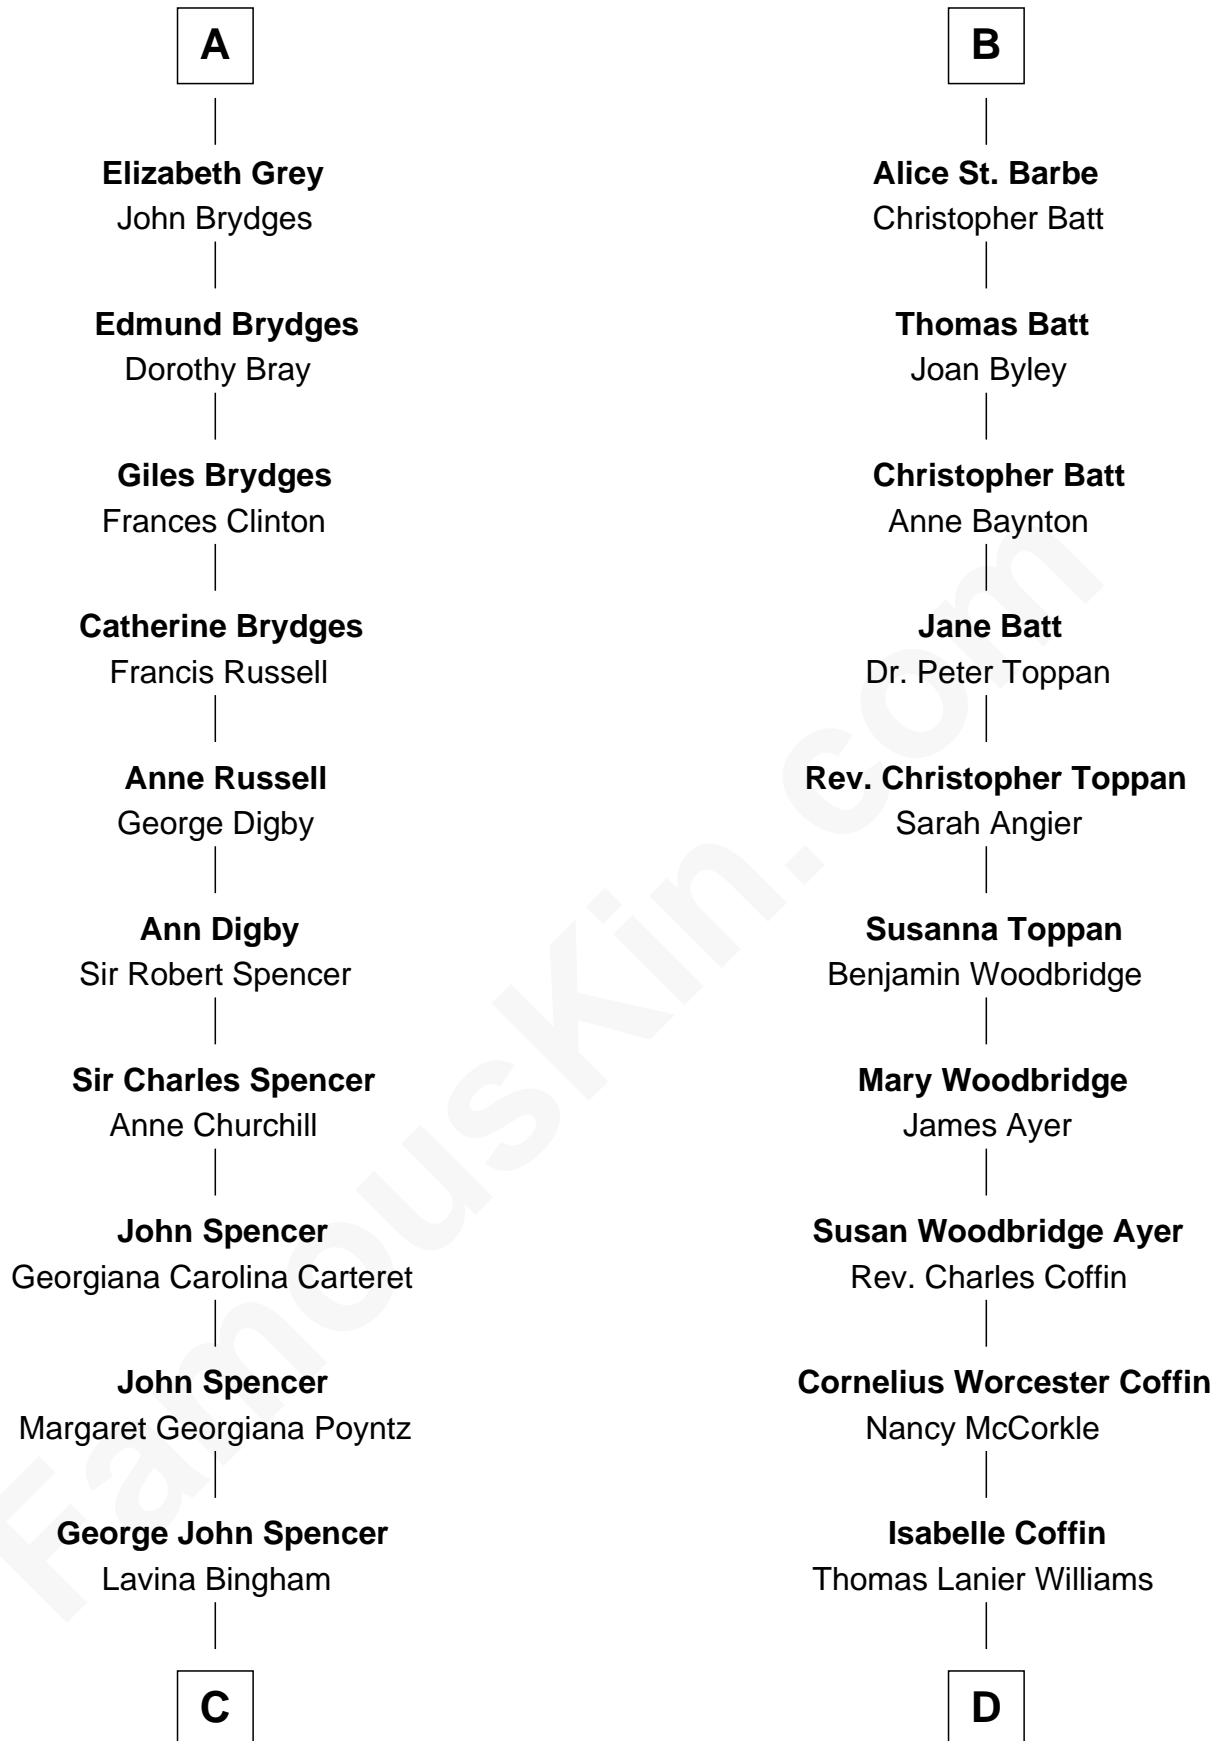 A
Elizabeth Grey
John Brydges
Edmund Brydges
Dorothy Bray
Giles Brydges
Frances Clinton
Catherine Brydges
Francis Russell
Anne Russell
George Digby
Ann Digby
Sir Robert Spencer
Sir Charles Spencer
Anne Churchill
John Spencer
Georgiana Carolina Carteret
John Spencer
Margaret Georgiana Poyntz
George John Spencer
Lavina Bingham
C
B
Alice St. Barbe
Christopher Batt
Thomas Batt
Joan Byley
Christopher Batt
Anne Baynton
Jane Batt
Dr. Peter Toppan
Rev. Christopher Toppan
Sarah Angier
Susanna Toppan
Benjamin Woodbridge
Mary Woodbridge
James Ayer
Susan Woodbridge Ayer
Rev. Charles Coffin
Cornelius Worcester Coffin
Nancy McCorkle
Isabelle Coffin
Thomas Lanier Williams
D
FamousKin.com